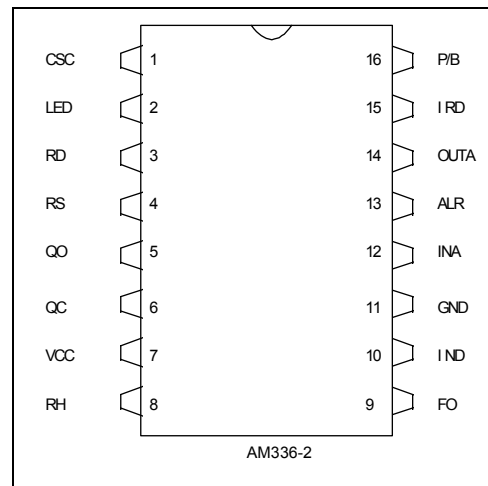 CSC 1 16 P/B
LED 2 15 IRD
RD 3 14 OUTA
RS 4 13 ALR
QO 5 12 INA
QC 6 11 GND
VCC 7 10 IND
RH 8 9 FO
AM336-2